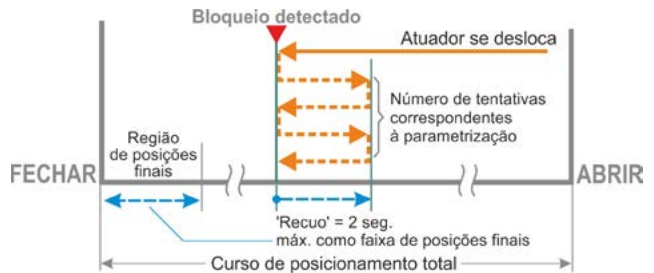 Bloqueio detectado
Atuador se desloca
Número de tentativas
correspondentes
à parametrização
Região
de posições
finais
FECHAR
ABRIR
'Recuo' = 2 seg.
máx. como faixa de posições finais
Curso de posicionamento total